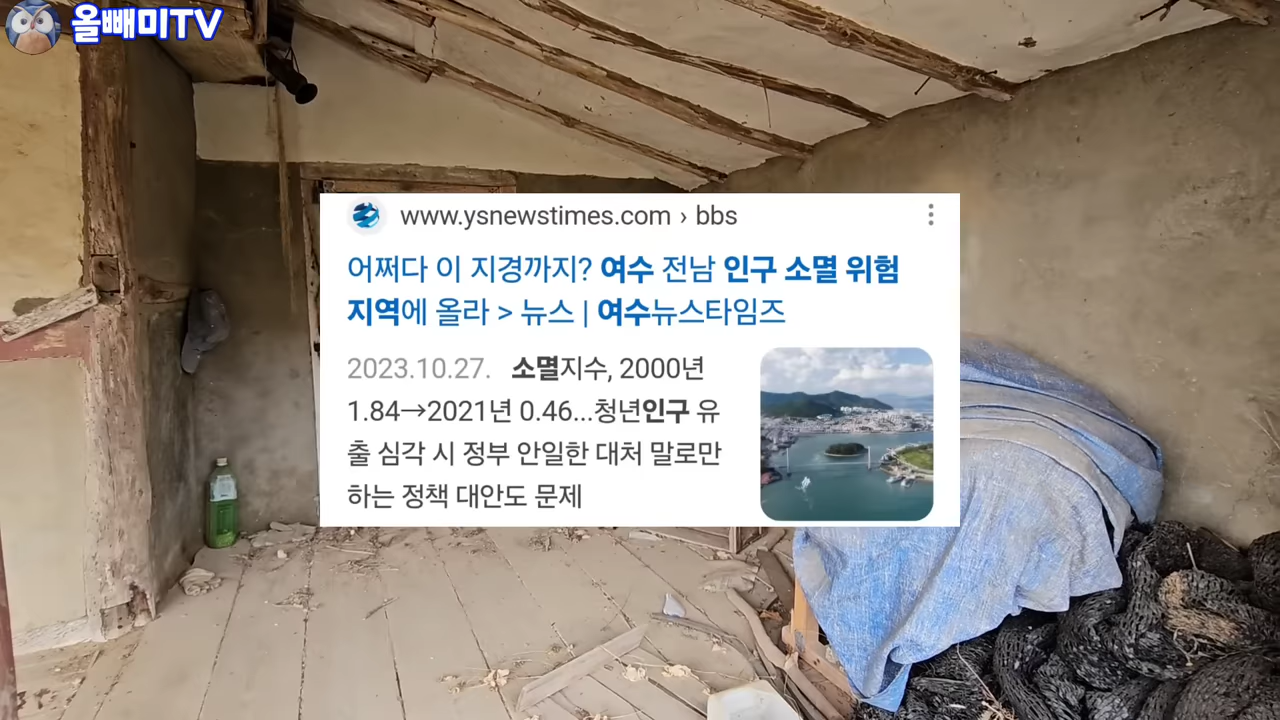 올빼미TV
www.ysnewstimes.com › bbs
어쩌다 이 지경까지? 여수 전남 인구 소멸 위험
지역에 올라 > 뉴스 | 여수뉴스타임즈
2023.10.27. 소멸지수, 2000년
1.84→2021년 0.46...청년인구 유
출 심각 시 정부 안일한 대처 말로만
하는 정책 대안도 문제